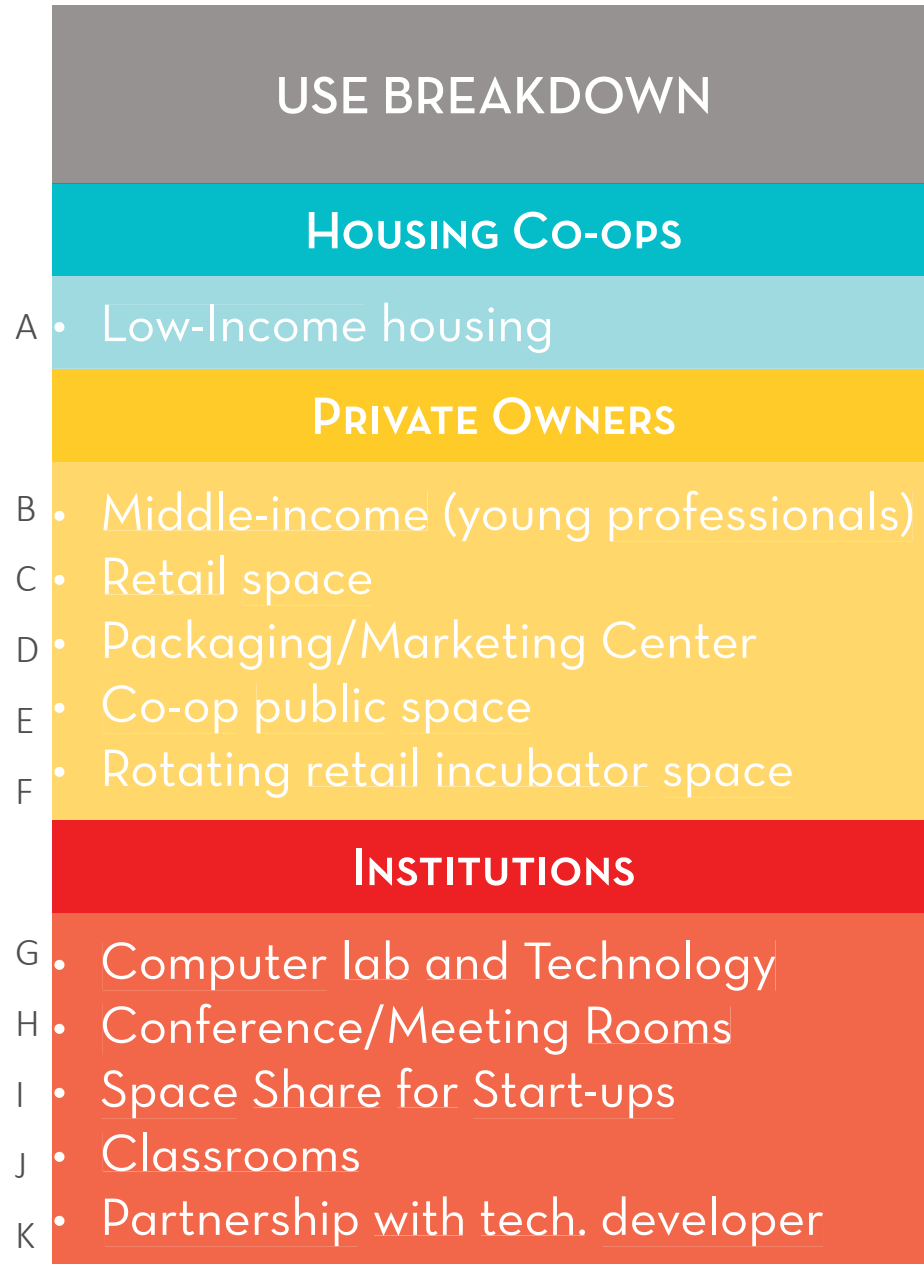 USE BREAKDOWN
Housing Co-ops
A • Low-Income housing
Private Owners
B • Middle-income (young professionals)
C • Retail space
D • Packaging/Marketing Center
E • Co-op public space
F • Rotating retail incubator space
Institutions
G • Computer lab and Technology
H • Conference/Meeting Rooms
I • Space Share for Start-ups
J • Classrooms
K • Partnership with tech. developer